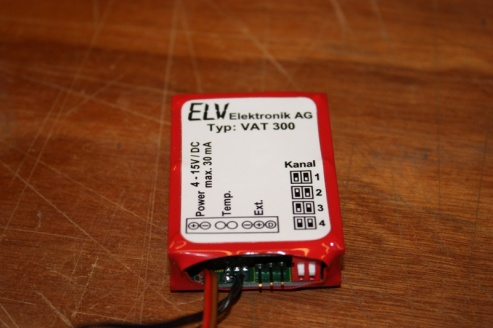 ELV Elektronik AG
Typ: VAT 300
Power 4 - 15V/DC
max. 30 mA
Temp.
Ext.
Kanal
1
2
3
4